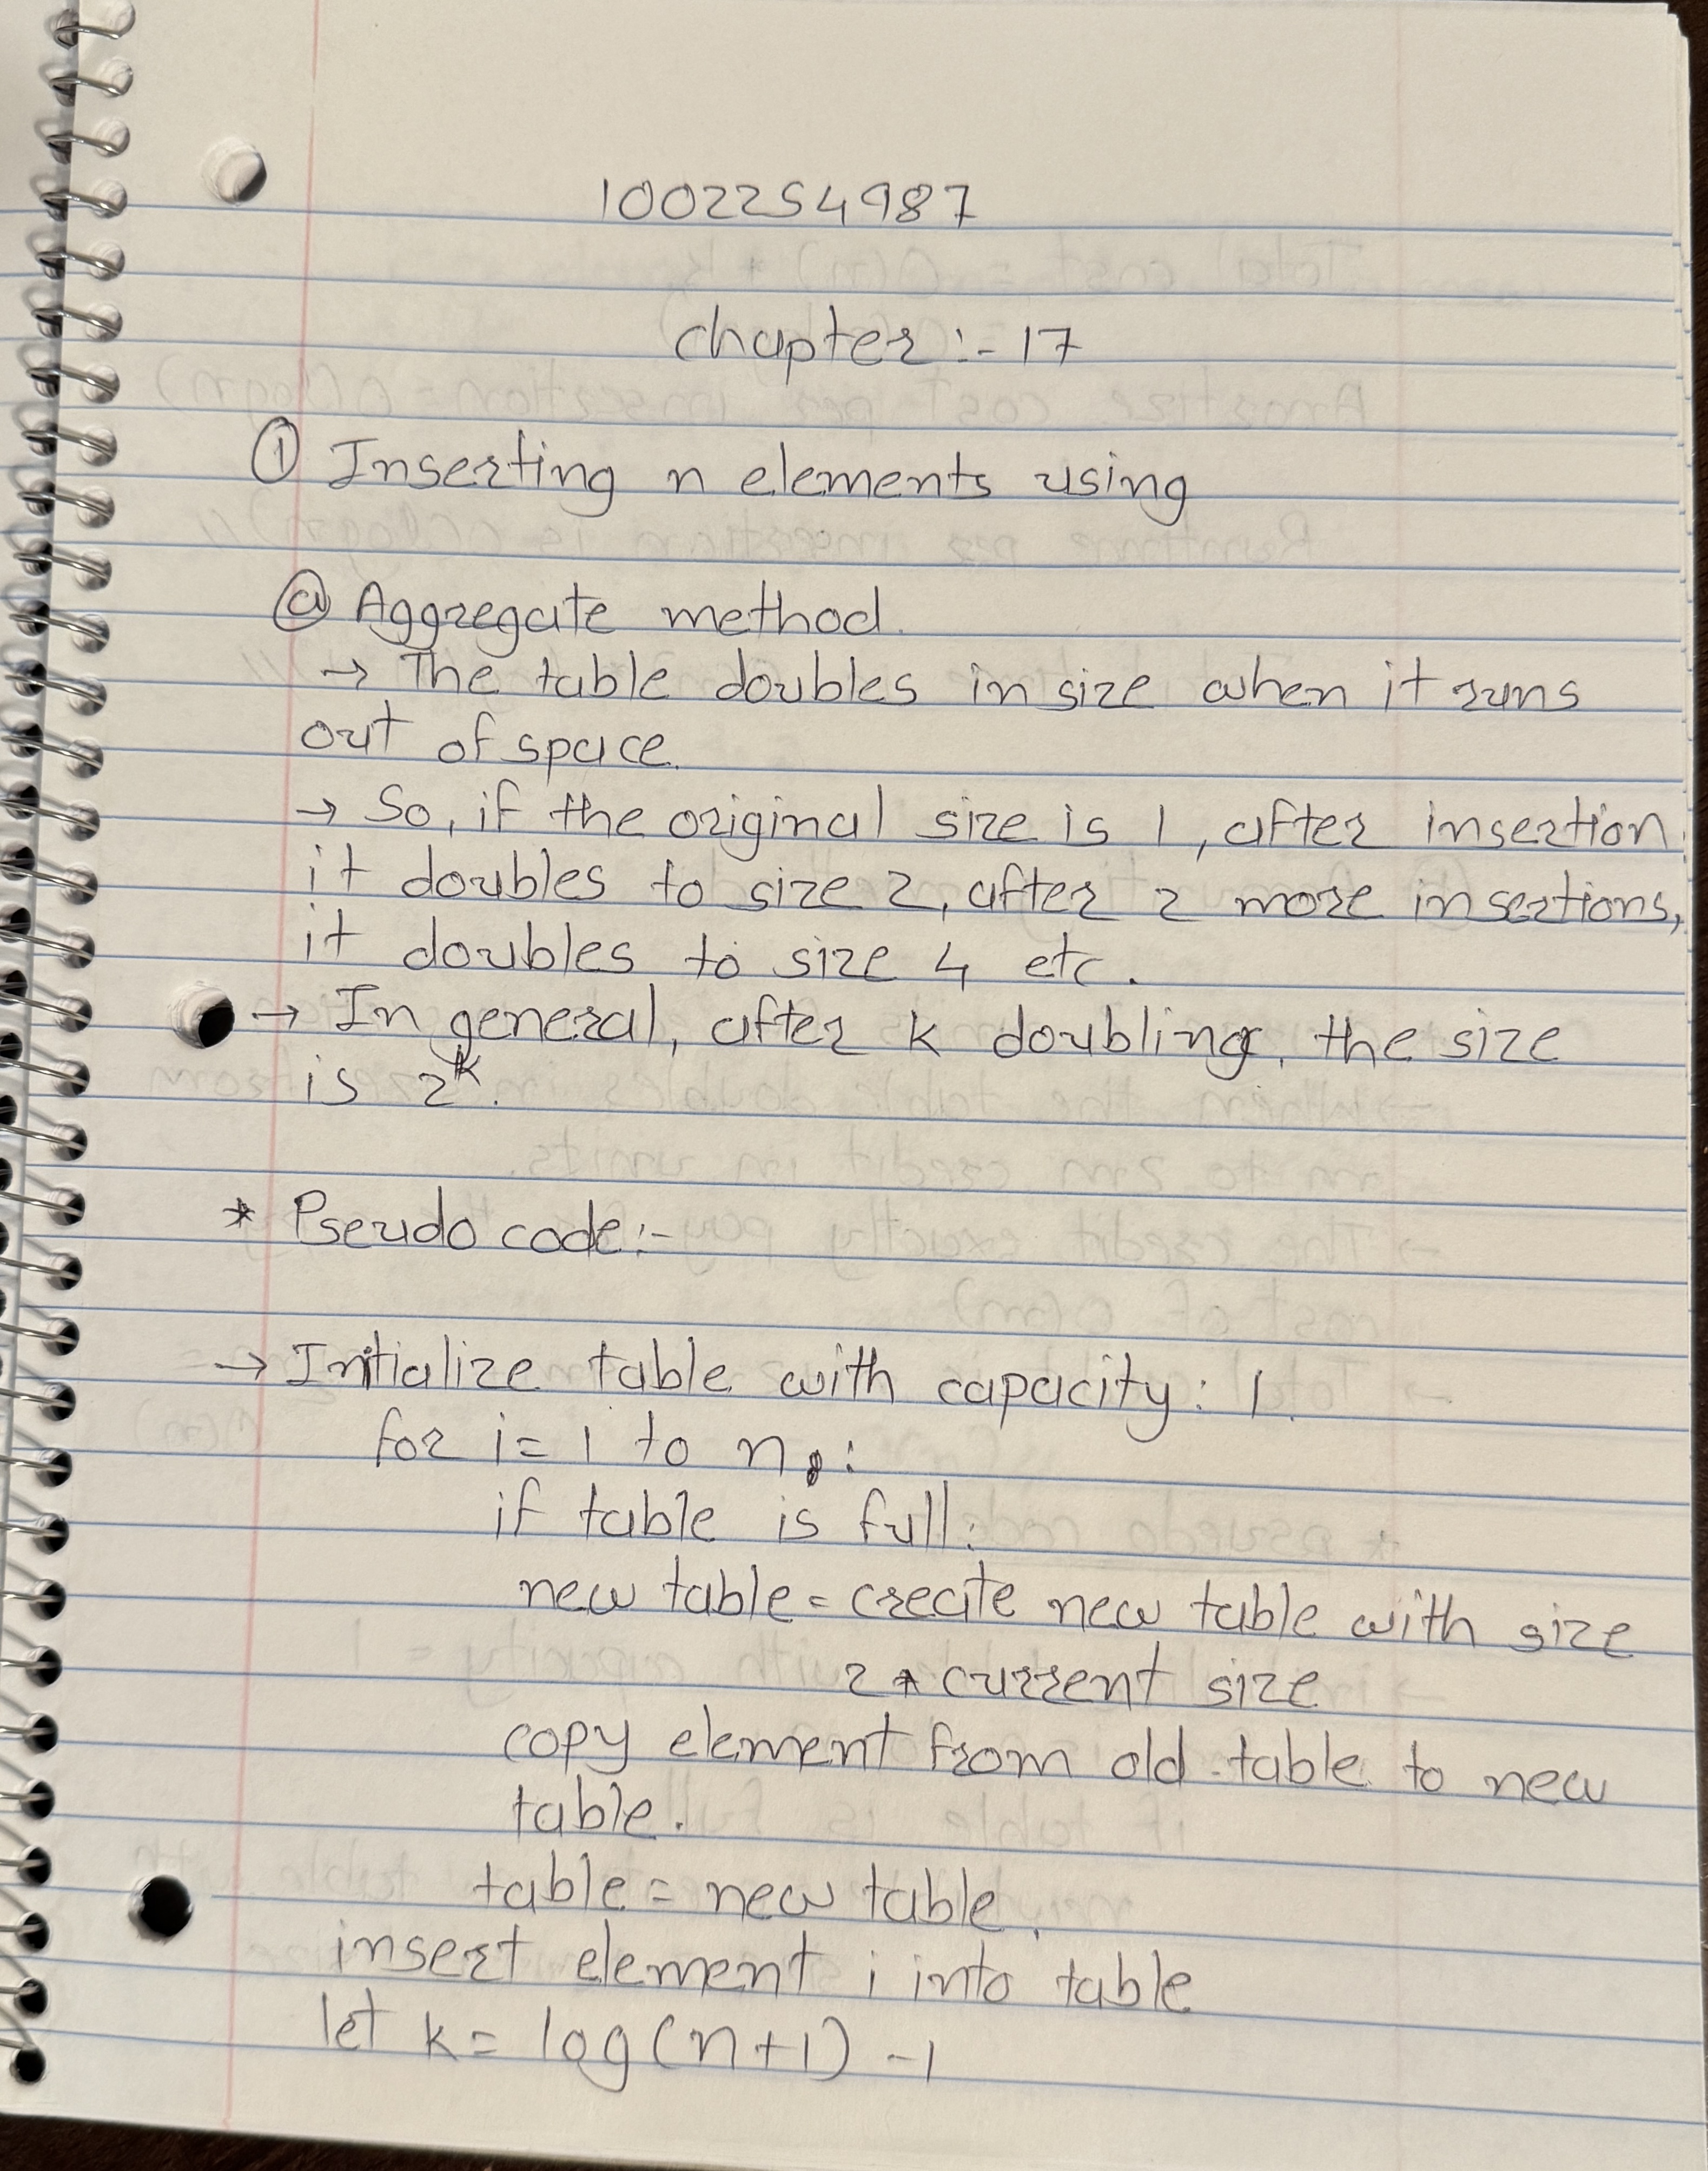 1002254987
chapter :- 17
① Inserting n elements using
ⓐ Aggregate method.
→ The table doubles in size when it runs
out of space.
→ So, if the original size is 1, after insertion
it doubles to size 2, after 2 more insertions,
it doubles to size 4 etc.
→ In general, after k doubling, the size
is 2^k.
* Pseudo code:-
→ Initialize table with capacity: 1.
for i = 1 to n :
if table is full:
new table = create new table with size
2 * current size
copy element from old table to new
table.
table = new table.
insert element i into table
let k = log(n+1) - 1